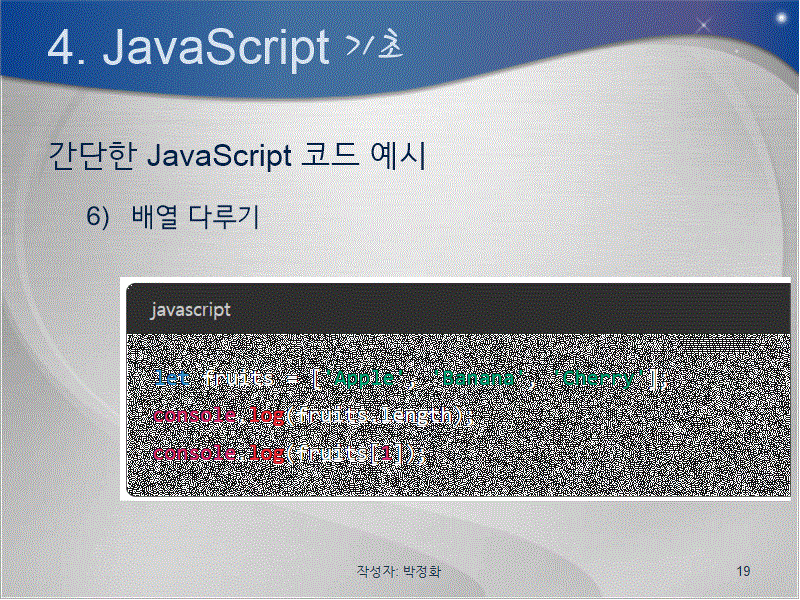 4. JavaScript 기초
간단한 JavaScript 코드 예시
6) 배열 다루기
javascript
let fruits = ['Apple', 'Banana', 'Cherry'];
console.log(fruits.length);
console.log(fruits[1]);
작성자: 박정화
19